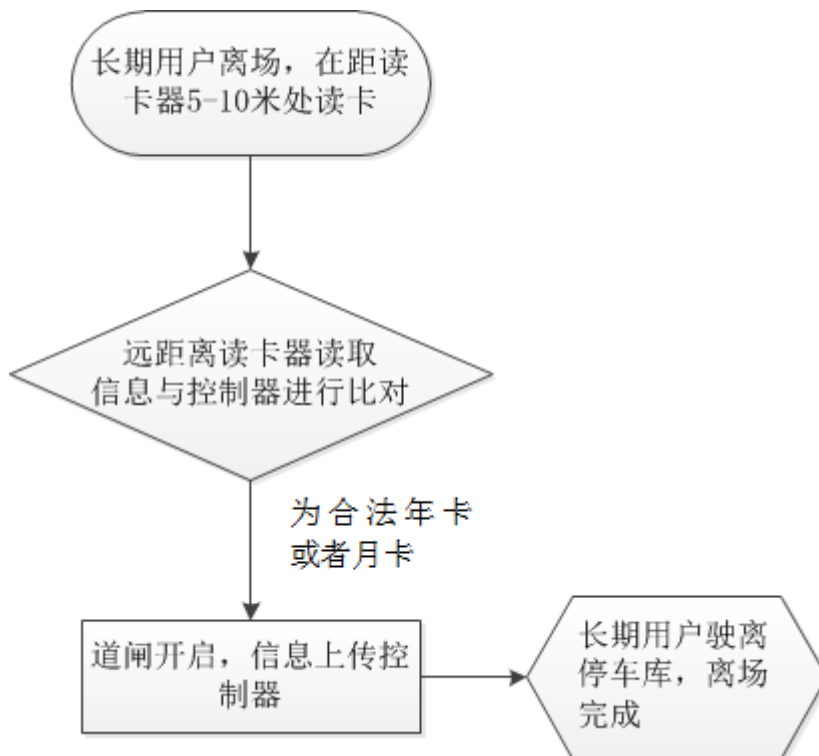 长期用户离场，在距读
卡器5-10米处读卡
远距离读卡器读取
信息与控制器进行比对
为合法年卡
或者月卡
道闸开启，信息上传控
制器
长期用户驶离
停车库，离场
完成